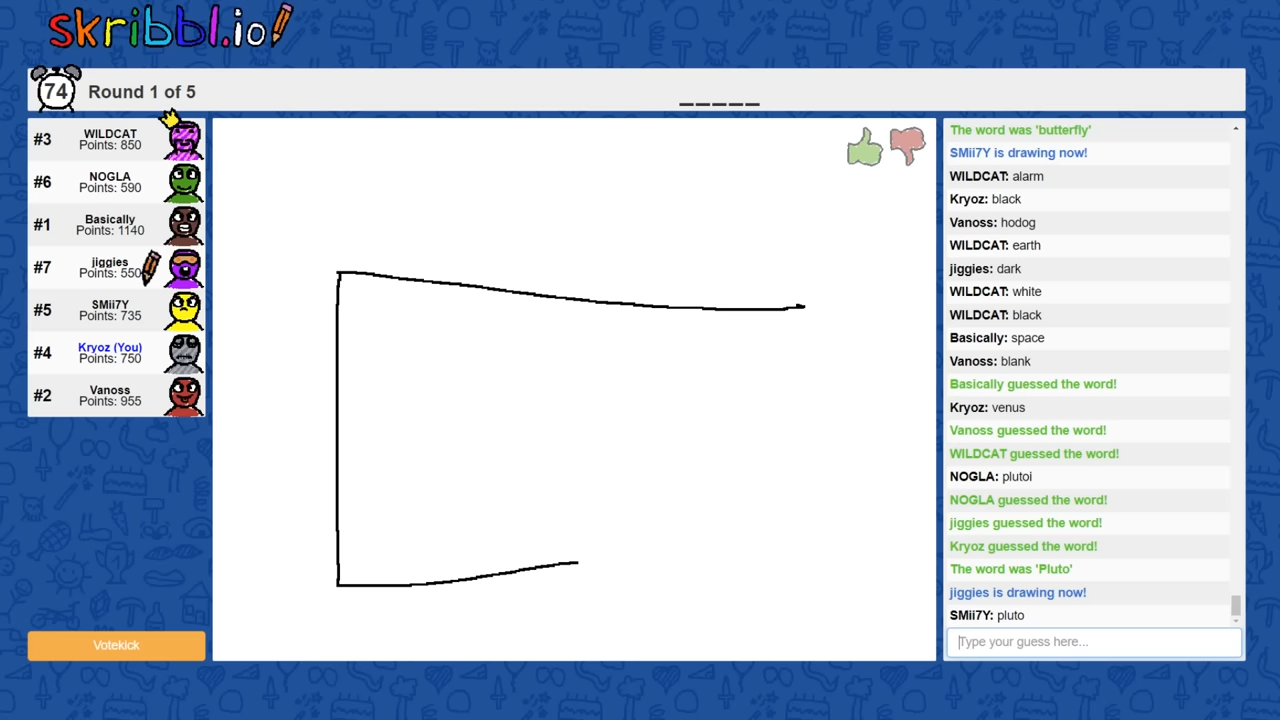 skribbl.io
74
Round 1 of 5
_____
#3
WILDCAT
Points: 850
#6
NOGLA
Points: 590
#1
Basically
Points: 1140
#7
jiggies
Points: 550
#5
SMii7Y
Points: 735
#4
Kryoz (You)
Points: 750
#2
Vanoss
Points: 955
Votekick
The word was 'butterfly'
SMii7Y is drawing now!
WILDCAT: alarm
Kryoz: black
Vanoss: hodog
WILDCAT: earth
jiggies: dark
WILDCAT: white
WILDCAT: black
Basically: space
Vanoss: blank
Basically guessed the word!
Kryoz: venus
Vanoss guessed the word!
WILDCAT guessed the word!
NOGLA: plutoi
NOGLA guessed the word!
jiggies guessed the word!
Kryoz guessed the word!
The word was 'Pluto'
jiggies is drawing now!
SMii7Y: pluto
Type your guess here...